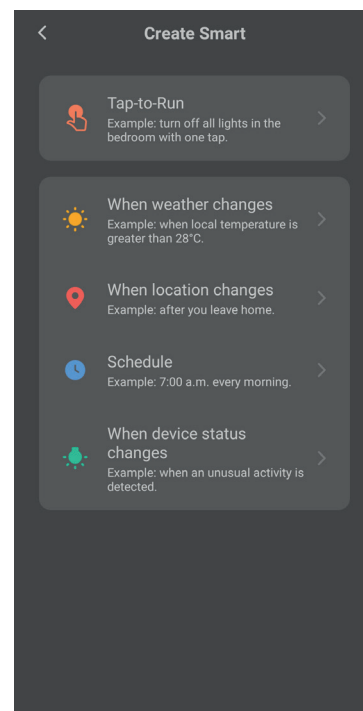 Create Smart
Tap-to-Run
Example: turn off all lights in the
bedroom with one tap.
When weather changes
Example: when local temperature is
greater than 28°C.
When location changes
Example: after you leave home.
Schedule
Example: 7:00 a.m. every morning.
When device status
changes
Example: when an unusual activity is
detected.